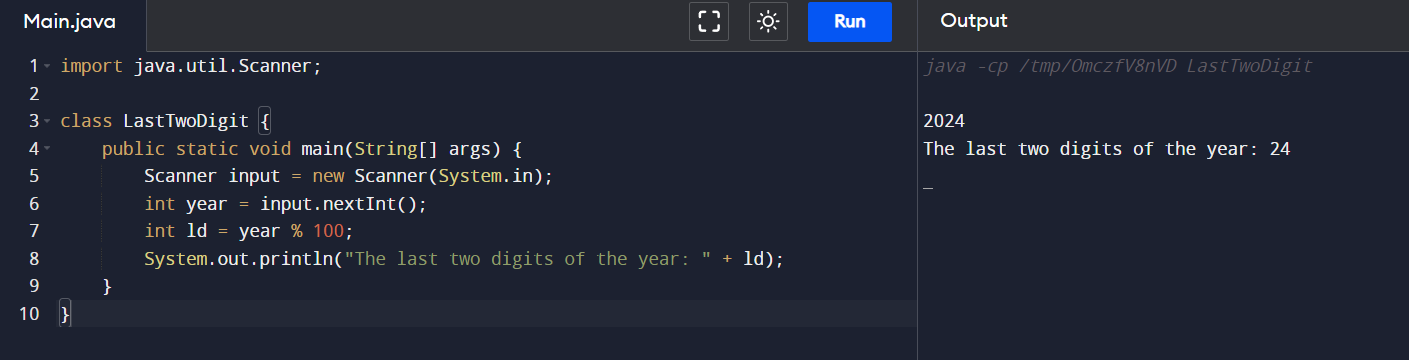 Main.java
Run
Output
1 import java.util.Scanner;
2
3 class LastTwoDigit {
4     public static void main(String[] args) {
5         Scanner input = new Scanner(System.in);
6         int year = input.nextInt();
7         int ld = year % 100;
8         System.out.println("The last two digits of the year: " + ld);
9     }
10 }
java -cp /tmp/OmczfV8nVD LastTwoDigit
2024
The last two digits of the year: 24
_